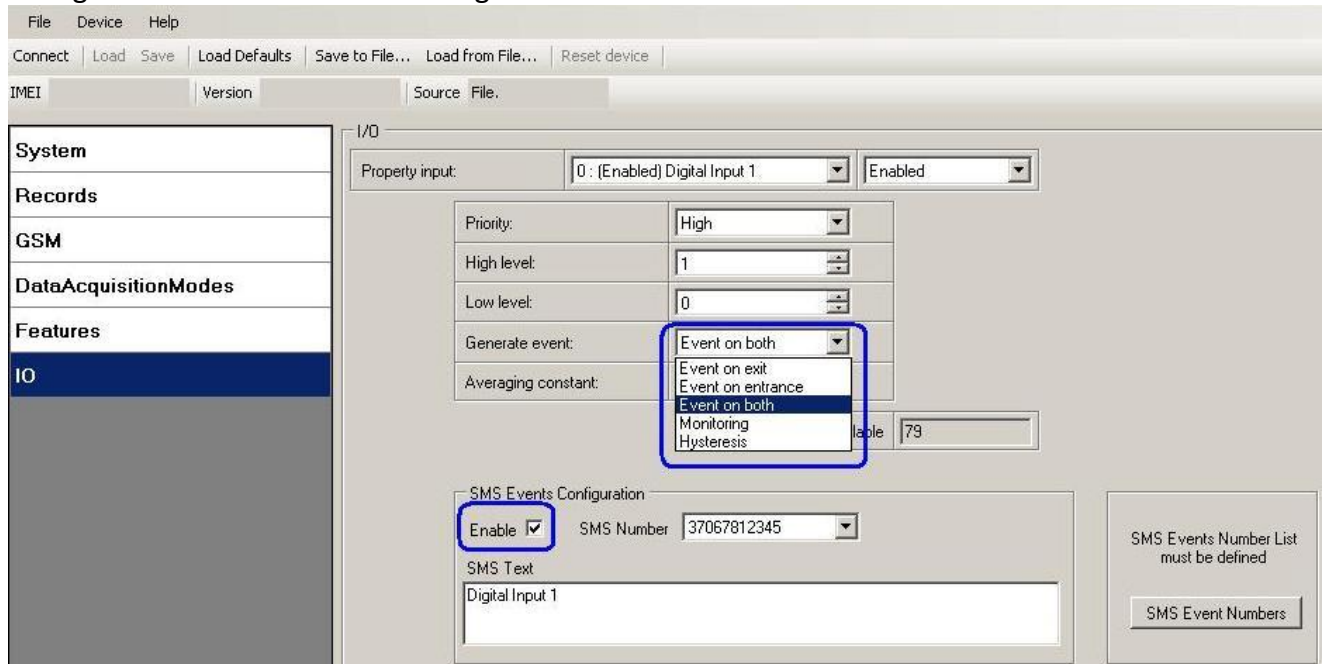 File Device Help
Connect Load Save Load Defaults Save to File... Load from File... Reset device
IMEI Version Source File.
System
Records
GSM
DataAcquisitionModes
Features
IO
I/O
Property input: 0 : (Enabled) Digital Input 1 Enabled
Priority: High
High level: 1
Low level: 0
Generate event: Event on both
Averaging constant:
Event on exit
Event on entrance
Event on both
Monitoring
Hysteresis
79
SMS Events Configuration
Enable SMS Number 37067812345
SMS Text
Digital Input 1
SMS Events Number List
must be defined
SMS Event Numbers